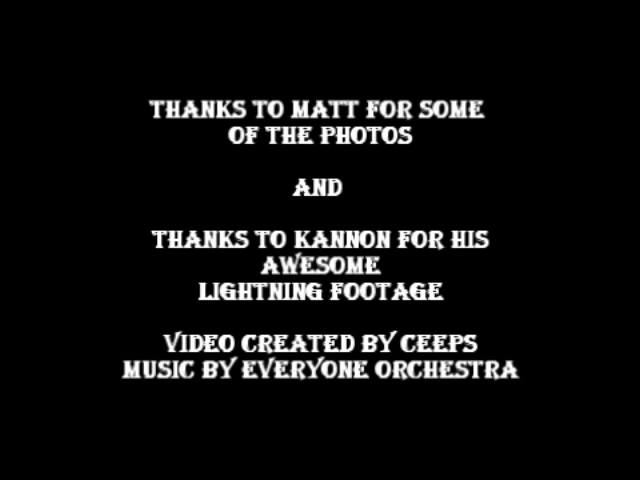 THANKS TO MATT FOR SOME
OF THE PHOTOS
AND
THANKS TO KANNON FOR HIS
AWESOME
LIGHTNING FOOTAGE
VIDEO CREATED BY CEEPS
MUSIC BY EVERYONE ORCHESTRA